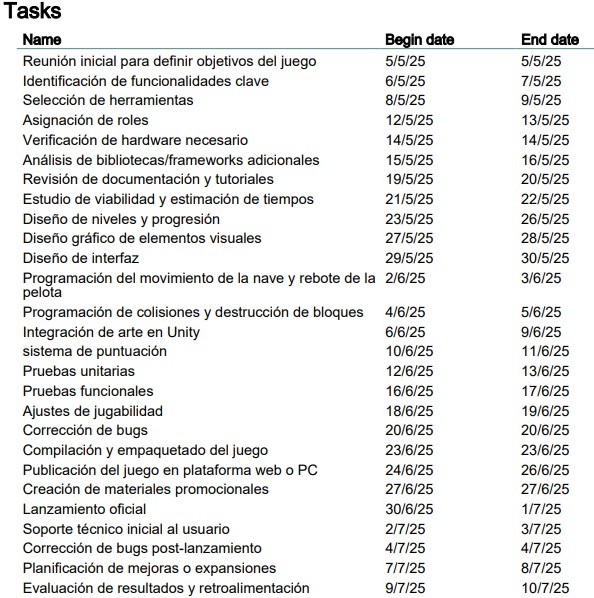 Tasks
Name Begin date End date
Reunión inicial para definir objetivos del juego 5/5/25 5/5/25
Identificación de funcionalidades clave 6/5/25 7/5/25
Selección de herramientas 8/5/25 9/5/25
Asignación de roles 12/5/25 13/5/25
Verificación de hardware necesario 14/5/25 14/5/25
Análisis de bibliotecas/frameworks adicionales 15/5/25 16/5/25
Revisión de documentación y tutoriales 19/5/25 20/5/25
Estudio de viabilidad y estimación de tiempos 21/5/25 22/5/25
Diseño de niveles y progresión 23/5/25 26/5/25
Diseño gráfico de elementos visuales 27/5/25 28/5/25
Diseño de interfaz 29/5/25 30/5/25
Programación del movimiento de la nave y rebote de la 2/6/25 3/6/25
pelota
Programación de colisiones y destrucción de bloques 4/6/25 5/6/25
Integración de arte en Unity 6/6/25 9/6/25
sistema de puntuación 10/6/25 11/6/25
Pruebas unitarias 12/6/25 13/6/25
Pruebas funcionales 16/6/25 17/6/25
Ajustes de jugabilidad 18/6/25 19/6/25
Corrección de bugs 20/6/25 20/6/25
Compilación y empaquetado del juego 23/6/25 23/6/25
Publicación del juego en plataforma web o PC 24/6/25 26/6/25
Creación de materiales promocionales 27/6/25 27/6/25
Lanzamiento oficial 30/6/25 1/7/25
Soporte técnico inicial al usuario 2/7/25 3/7/25
Corrección de bugs post-lanzamiento 4/7/25 4/7/25
Planificación de mejoras o expansiones 7/7/25 8/7/25
Evaluación de resultados y retroalimentación 9/7/25 10/7/25